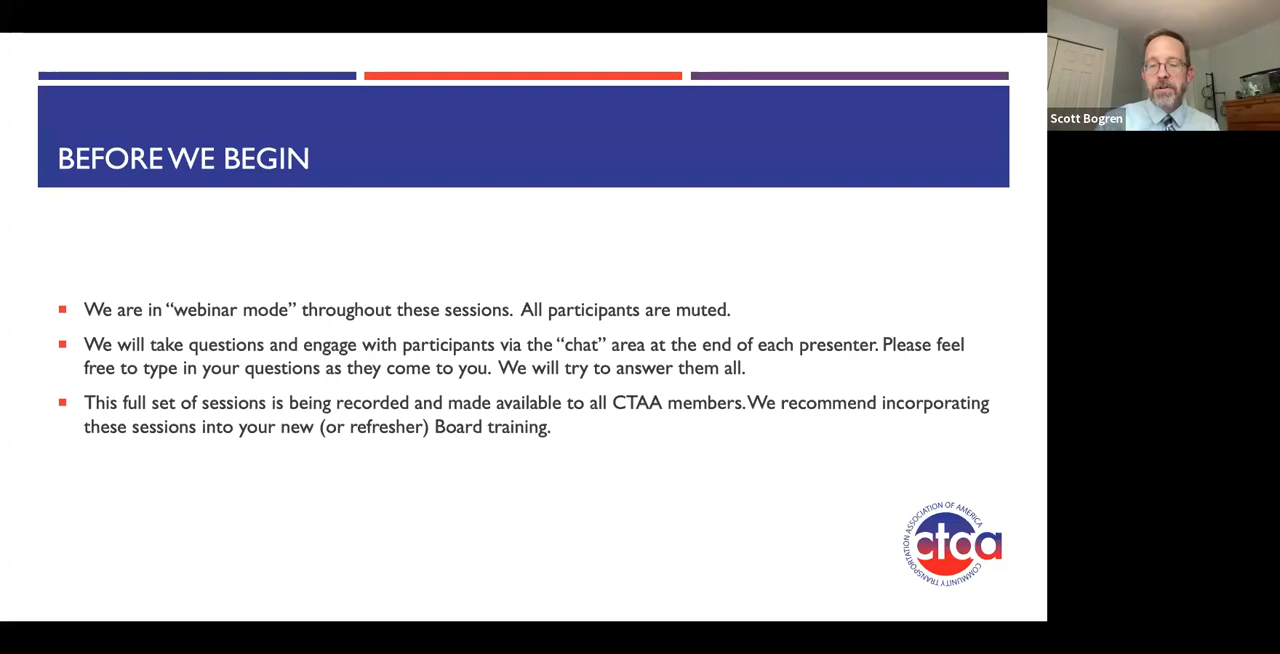 BEFORE WE BEGIN
We are in “webinar mode” throughout these sessions. All participants are muted.
We will take questions and engage with participants via the “chat” area at the end of each presenter. Please feel
free to type in your questions as they come to you. We will try to answer them all.
This full set of sessions is being recorded and made available to all CTAA members. We recommend incorporating
these sessions into your new (or refresher) Board training.
Scott Bogren
COMMUNITY TRANSPORTATION ASSOCIATION OF AMERICA
ctaa